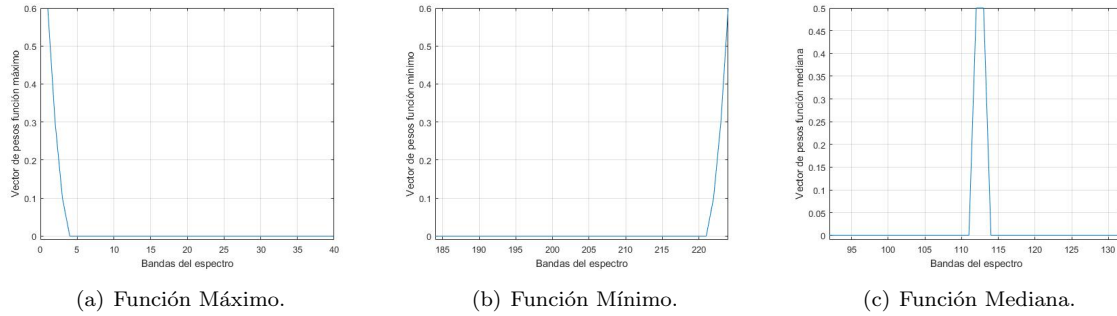 0.6
0.5
0.4
0.3
0.2
0.1
0
Vector de pesos función máximo
0 5 10 15 20 25 30 35 40
Bandas del espectro
(a) Función Máximo.
0.6
0.5
0.4
0.3
0.2
0.1
0
Vector de pesos función minimo
185 190 195 200 205 210 215 220
Bandas del espectro
(b) Función Mínimo.
0.5
0.45
0.4
0.35
0.3
0.25
0.2
0.15
0.1
0.05
0
Vector de pesos función mediana
95 100 105 110 115 120 125 130
Bandas del espectro
(c) Función Mediana.